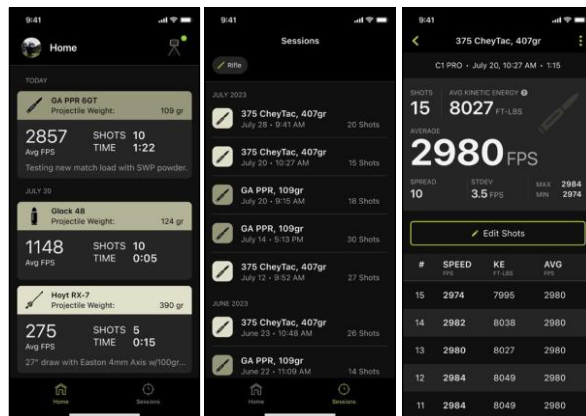 9:41
Home
TODAY
GA PPR 6GT
Projectile Weight: 109 gr
2857 SHOTS 10
Avg FPS TIME 1:22
Testing new match load with SWP powder.
JULY 20
Glock 48
Projectile Weight: 124 gr
1148 SHOTS 10
Avg FPS TIME 0:05
Hoyt RX-7
Projectile Weight: 390 gr
275 SHOTS 5
Avg FPS TIME 0:15
27" draw with Easton 4mm Axis w/100gr...
Home Sessions
9:41
Sessions
Rifle
JULY 2023
375 CheyTac, 407gr
July 28 • 9:41 AM 20 Shots
375 CheyTac, 407gr
July 20 • 10:27 AM 15 Shots
GA PPR, 109gr
July 20 • 9:15 AM 18 Shots
GA PPR, 109gr
July 14 • 5:13 PM 30 Shots
375 CheyTac, 407gr
July 12 • 9:52 AM 27 Shots
JUNE 2023
375 CheyTac, 407gr
June 23 • 10:48 AM 26 Shots
GA PPR, 109gr
June 22 • 11:09 AM 14 Shots
Home Sessions
9:41
375 CheyTac, 407gr
C1 PRO • July 20, 10:27 AM • 1:15
SHOTS AVG KINETIC ENERGY ?
15 8027 FT-LBS
AVERAGE
2980 FPS
SPREAD STDEV MAX 2984
10 3.5 FPS MIN 2974
Edit Shots
# SPEED KE AVG
FPS FT-LBS FPS
15 2974 7995 2980
14 2982 8038 2980
13 2980 8027 2980
12 2984 8049 2980
11 2984 8049 2980